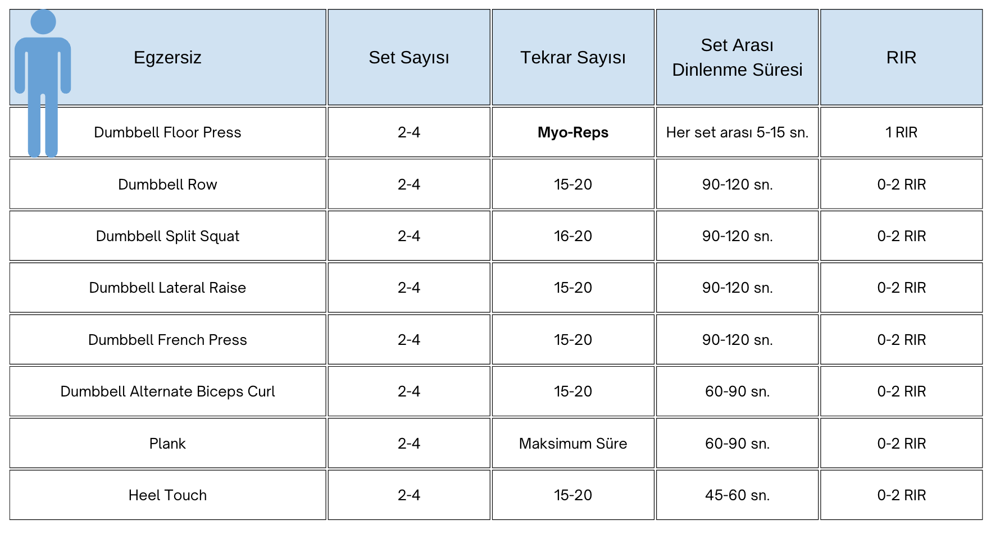 Egzersiz Set Sayısı Tekrar Sayısı Set Arası Dinlenme Süresi RIR
Dumbbell Floor Press 2-4 Myo-Reps Her set arası 5-15 sn. 1 RIR
Dumbbell Row 2-4 15-20 90-120 sn. 0-2 RIR
Dumbbell Split Squat 2-4 16-20 90-120 sn. 0-2 RIR
Dumbbell Lateral Raise 2-4 15-20 90-120 sn. 0-2 RIR
Dumbbell French Press 2-4 15-20 90-120 sn. 0-2 RIR
Dumbbell Alternate Biceps Curl 2-4 15-20 60-90 sn. 0-2 RIR
Plank 2-4 Maksimum Süre 60-90 sn. 0-2 RIR
Heel Touch 2-4 15-20 45-60 sn. 0-2 RIR